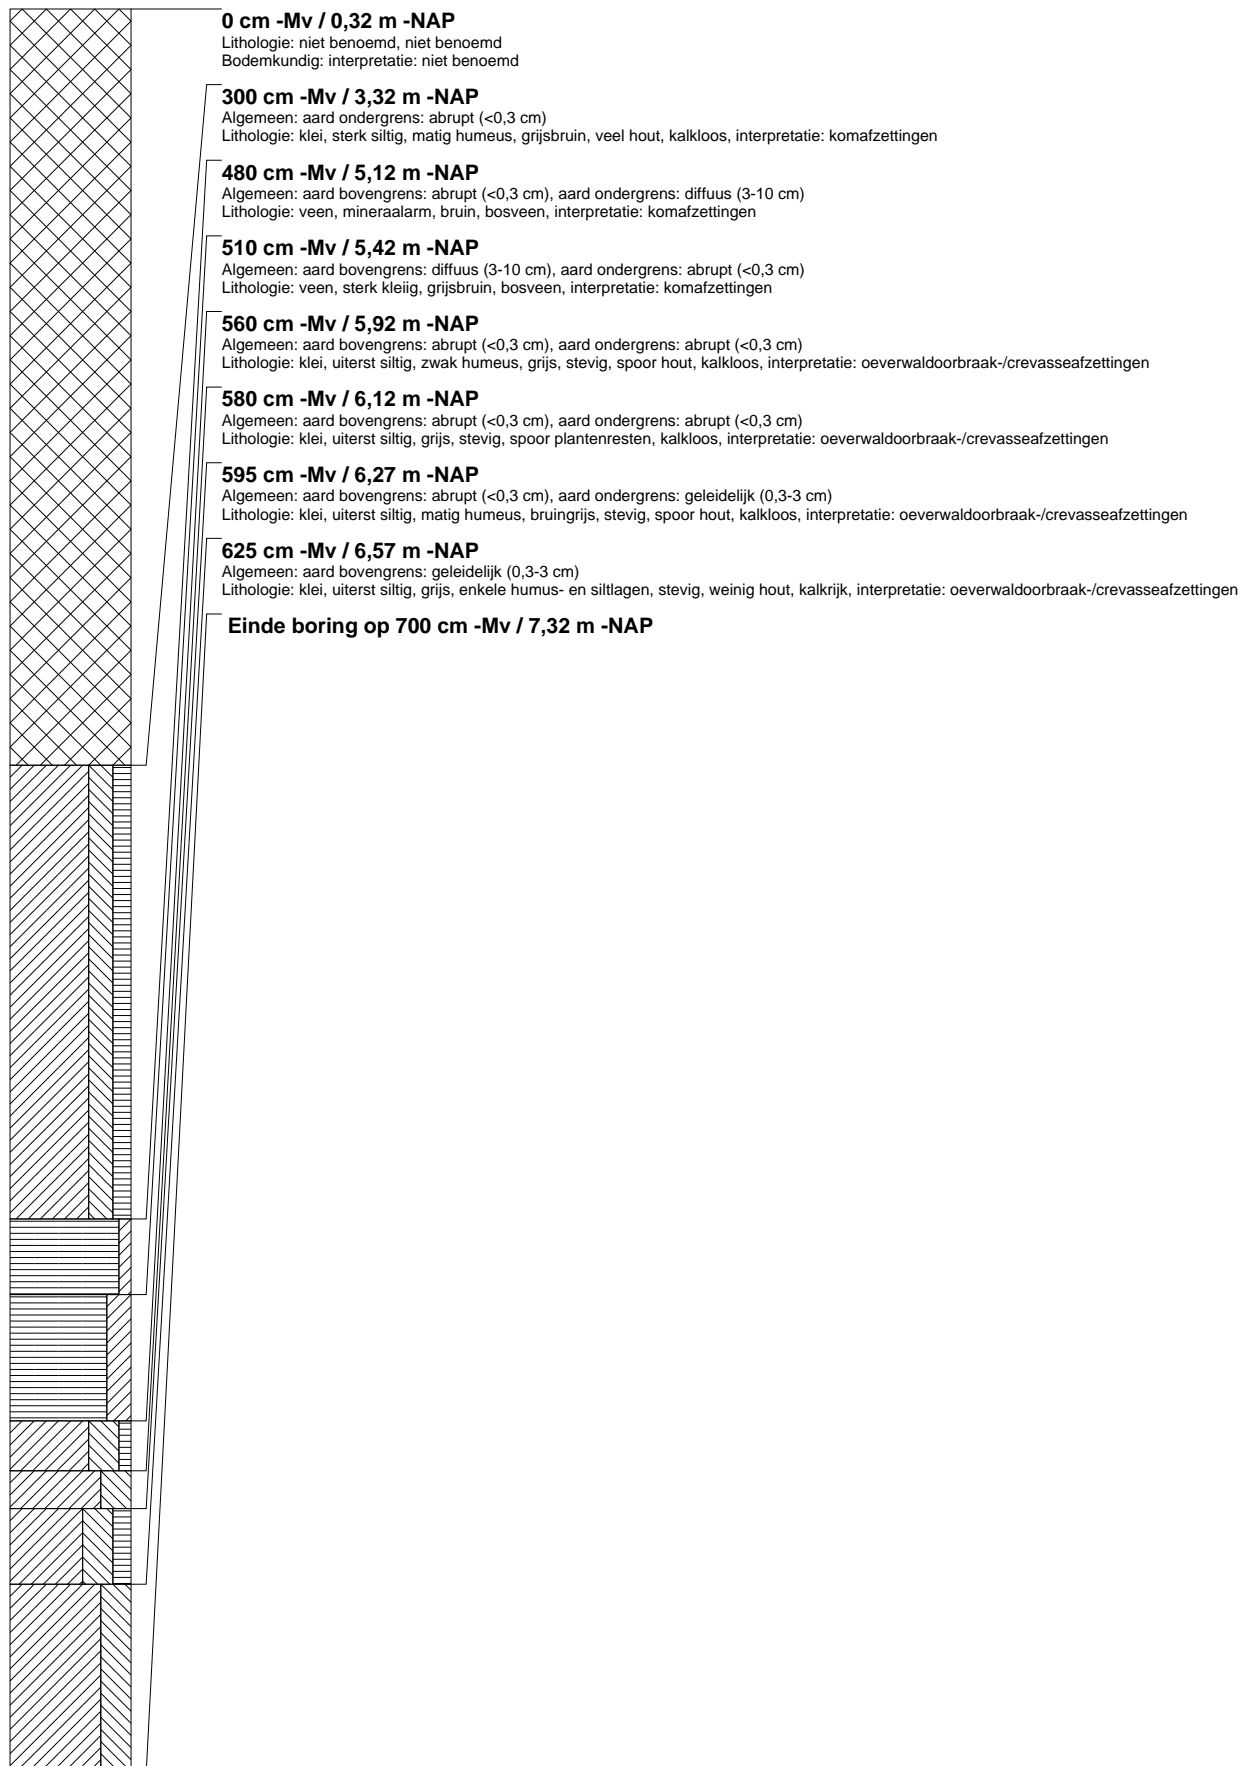 0 cm -Mv / 0,32 m -NAP
Lithologie: niet benoemd, niet benoemd
Bodemkundig: interpretatie: niet benoemd
300 cm -Mv / 3,32 m -NAP
Algemeen: aard ondergrens: abrupt (<0,3 cm)
Lithologie: klei, sterk siltig, matig humeus, grijsbruin, veel hout, kalkloos, interpretatie: komafzettingen
480 cm -Mv / 5,12 m -NAP
Algemeen: aard bovengrens: abrupt (<0,3 cm), aard ondergrens: diffuus (3-10 cm)
Lithologie: veen, mineraalarm, bruin, bosveen, interpretatie: komafzettingen
510 cm -Mv / 5,42 m -NAP
Algemeen: aard bovengrens: diffuus (3-10 cm), aard ondergrens: abrupt (<0,3 cm)
Lithologie: veen, sterk kleiig, grijsbruin, bosveen, interpretatie: komafzettingen
560 cm -Mv / 5,92 m -NAP
Algemeen: aard bovengrens: abrupt (<0,3 cm), aard ondergrens: abrupt (<0,3 cm)
Lithologie: klei, uiterst siltig, zwak humeus, grijs, stevig, spoor hout, kalkloos, interpretatie: oeverwaldoorbraak-/crevasseafzettingen
580 cm -Mv / 6,12 m -NAP
Algemeen: aard bovengrens: abrupt (<0,3 cm), aard ondergrens: abrupt (<0,3 cm)
Lithologie: klei, uiterst siltig, grijs, stevig, spoor plantenresten, kalkloos, interpretatie: oeverwaldoorbraak-/crevasseafzettingen
595 cm -Mv / 6,27 m -NAP
Algemeen: aard bovengrens: abrupt (<0,3 cm), aard ondergrens: geleidelijk (0,3-3 cm)
Lithologie: klei, uiterst siltig, matig humeus, bruingrijs, stevig, spoor hout, kalkloos, interpretatie: oeverwaldoorbraak-/crevasseafzettingen
625 cm -Mv / 6,57 m -NAP
Algemeen: aard bovengrens: geleidelijk (0,3-3 cm)
Lithologie: klei, uiterst siltig, grijs, enkele humus- en siltlagen, stevig, weinig hout, kalkrijk, interpretatie: oeverwaldoorbraak-/crevasseafzettingen
Einde boring op 700 cm -Mv / 7,32 m -NAP